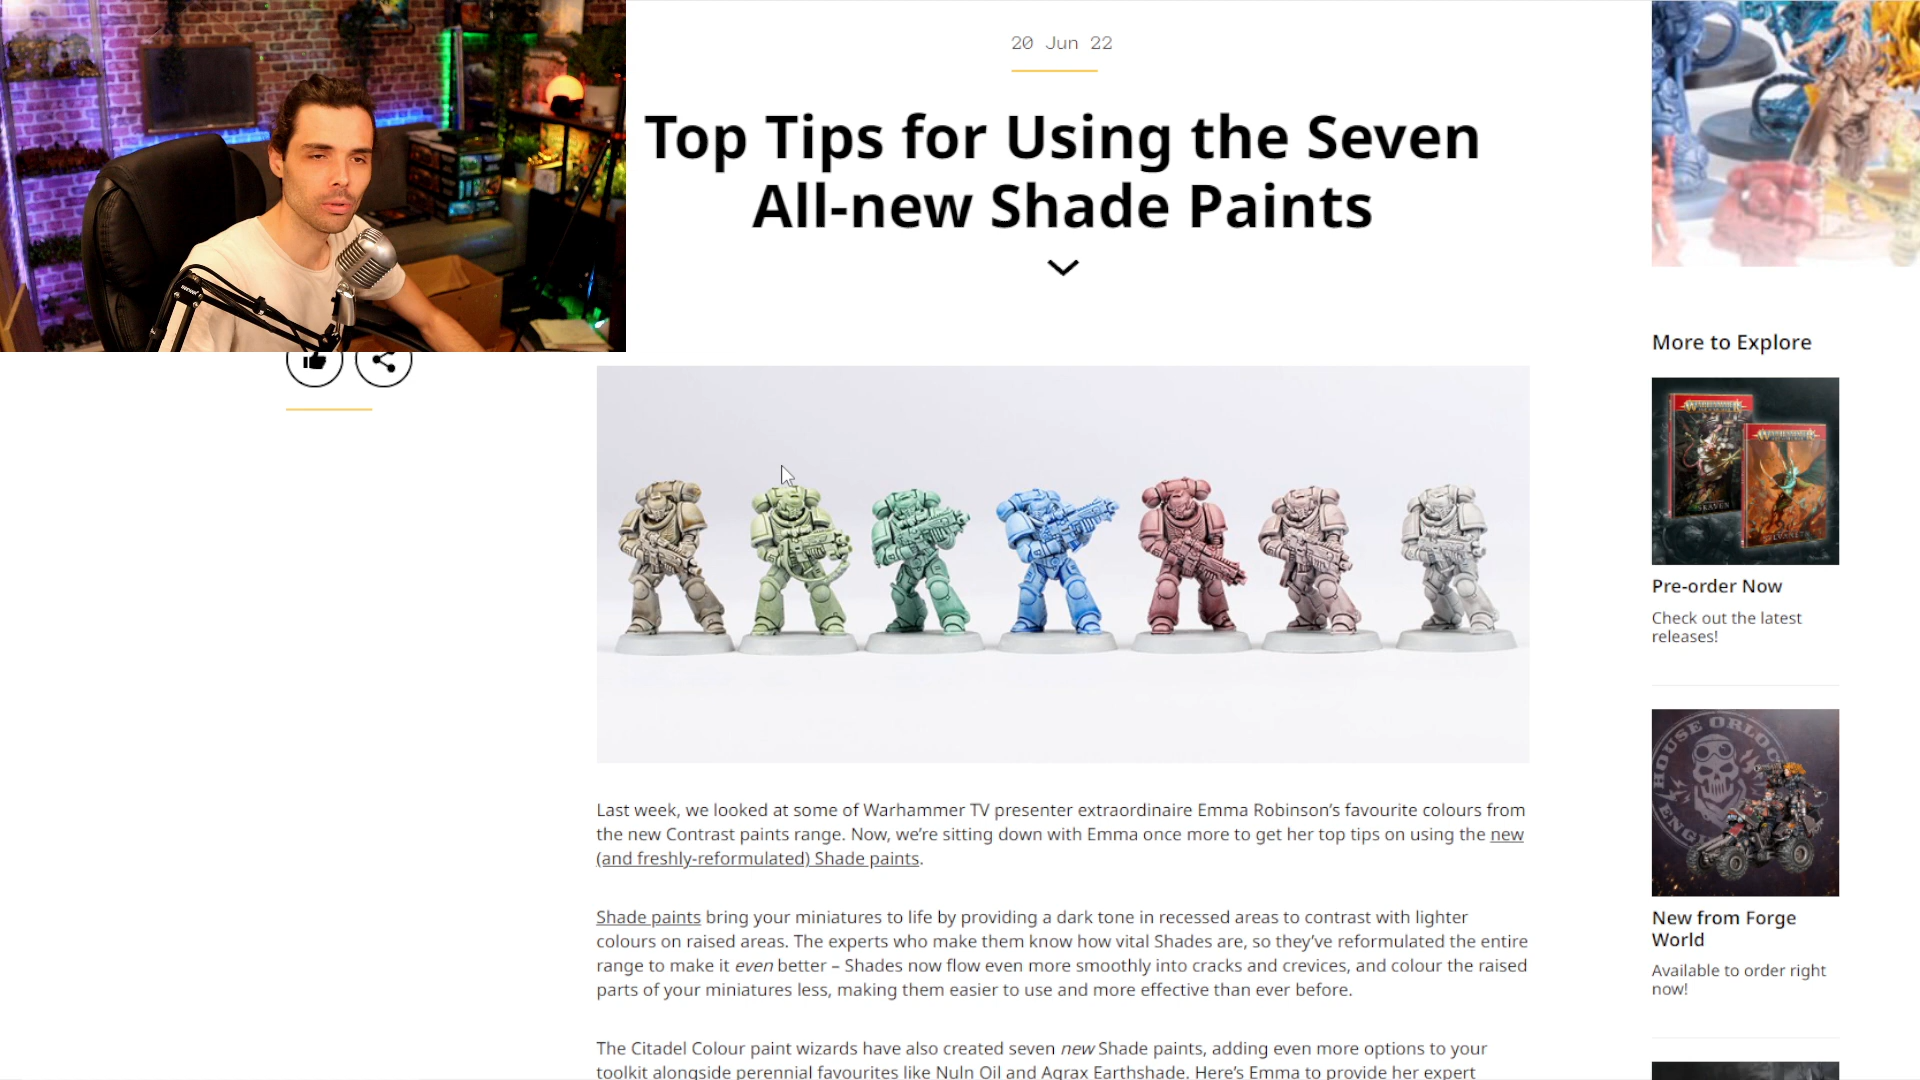 20 Jun 22
Top Tips for Using the Seven
All-new Shade Paints
Last week, we looked at some of Warhammer TV presenter extraordinaire Emma Robinson's favourite colours from
the new Contrast paints range. Now, we're sitting down with Emma once more to get her top tips on using the new
(and freshly-reformulated) Shade paints.
Shade paints bring your miniatures to life by providing a dark tone in recessed areas to contrast with lighter
colours on raised areas. The experts who make them know how vital Shades are, so they've reformulated the entire
range to make it even better – Shades now flow even more smoothly into cracks and crevices, and colour the raised
parts of your miniatures less, making them easier to use and more effective than ever before.
The Citadel Colour paint wizards have also created seven new Shade paints, adding even more options to your
toolkit alongside perennial favourites like Nuln Oil and Agrax Earthshade. Here's Emma to provide her expert
More to Explore
WARHAMMER
SKAVEN
WARHAMMER
SYLVANETH
Pre-order Now
Check out the latest
releases!
HOUSE ORLOC
New from Forge
World
Available to order right
now!